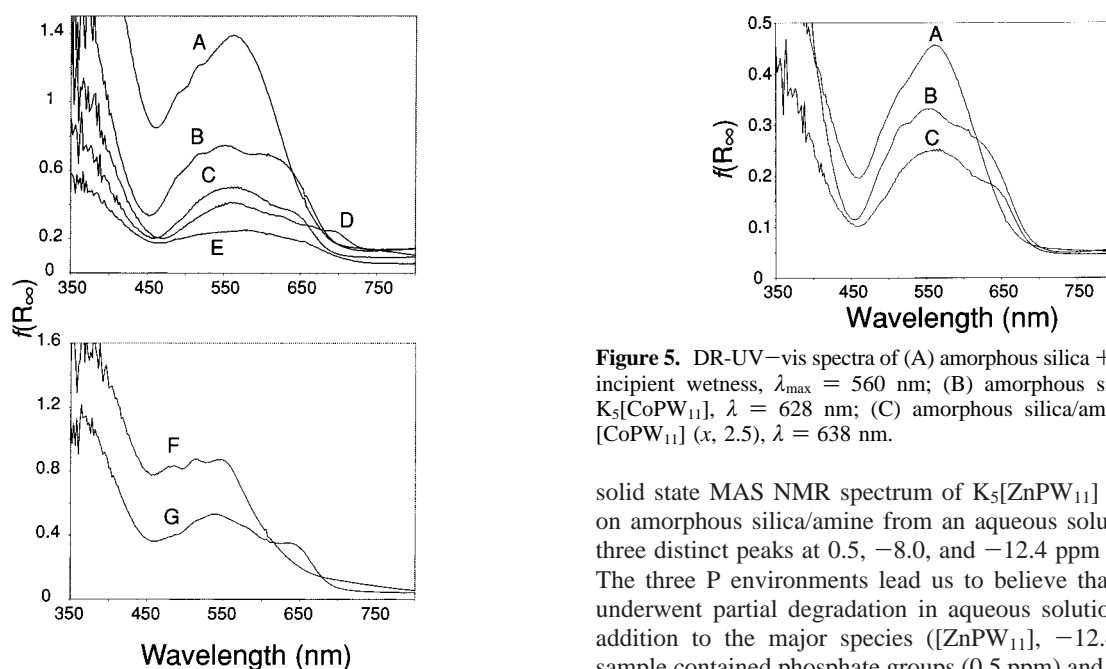 1.4
1
0.6
0.2
0
A
B
C
D
E
350 450 550 650 750
f(R∞)
1.6
1.2
0.8
0.4
0
F
G
350 450 550 650 750
Wavelength (nm)
0.5
0.4
0.3
0.2
0.1
0
A
B
C
f(R∞)
350 450 550 650 750
Wavelength (nm)
Figure 5. DR-UV−vis spectra of (A) amorphous silica +
incipient wetness, λmax = 560 nm; (B) amorphous
K5[CoPW11], λ = 628 nm; (C) amorphous
[CoPW11] (x, 2.5), λ = 638 nm.
solid state MAS NMR spectrum of K5[ZnPW11]
on amorphous silica/amine from an aqueous
three distinct peaks at 0.5, −8.0, and −12.4 ppm
The three P environments lead us to believe
underwent partial degradation in aqueous
addition to the major species ([ZnPW11],
sample contained phosphate groups (0.5 ppm) and